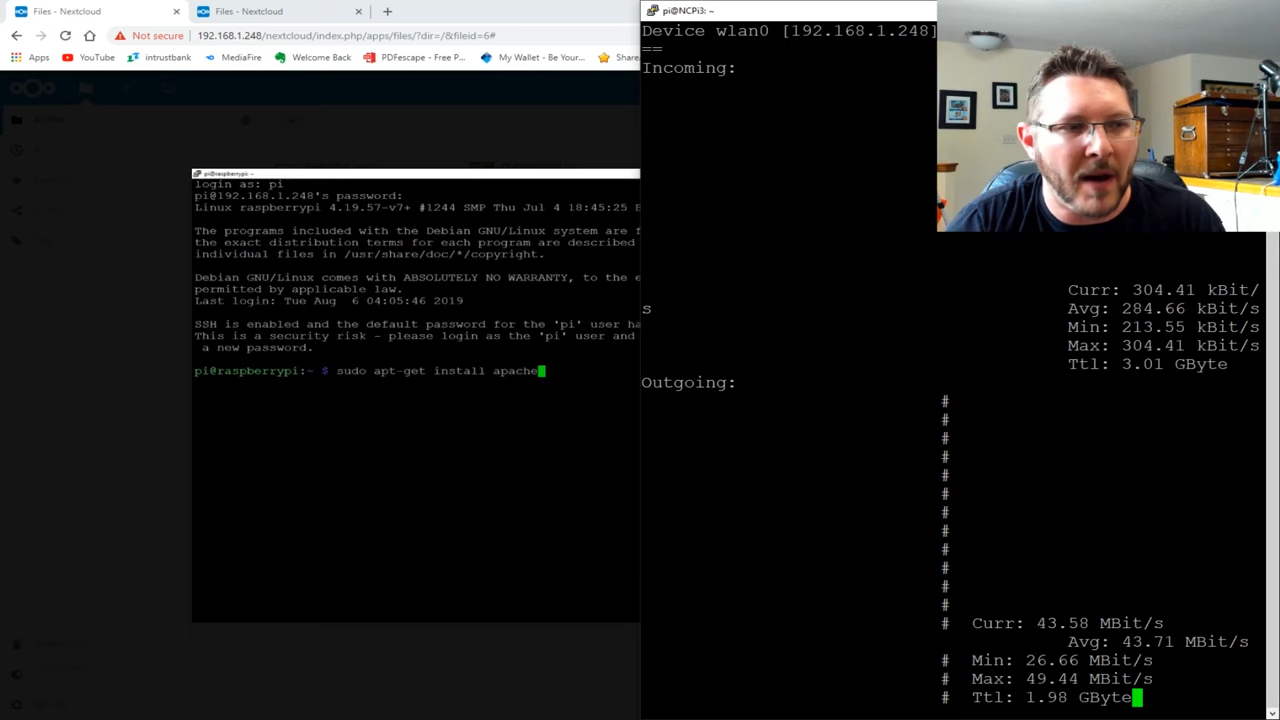 Files - Nextcloud
Files - Nextcloud
Not secure
192.168.1.248/nextcloud/index.php/apps/files/?dir=/&fileid=6#
Apps
YouTube
intrustbank
MediaFire
Welcome Back
PDFescape - Free P...
My Wallet - Be Your...
Share
pi@raspberrypi: ~
login as: pi
pi@192.168.1.248's password:
Linux raspberrypi 4.19.57-v7+ #1244 SMP Thu Jul 4 18:45:25
The programs included with the Debian GNU/Linux system are f
the exact distribution terms for each program are described
individual files in /usr/share/doc/*/copyright.
Debian GNU/Linux comes with ABSOLUTELY NO WARRANTY, to the e
permitted by applicable law.
Last login: Tue Aug  6 04:05:46 2019
SSH is enabled and the default password for the 'pi' user ha
This is a security risk - please login as the 'pi' user and
a new password.
pi@raspberrypi:~ $ sudo apt-get install apache
pi@NCPi3: ~
Device wlan0 [192.168.1.248]
==
Incoming:
Curr: 304.41 kBit/
s
Avg: 284.66 kBit/s
Min: 213.55 kBit/s
Max: 304.41 kBit/s
Ttl: 3.01 GByte
Outgoing:
#
#
#
#
#
#
#
#
#
#
#
#
# Curr: 43.58 MBit/s
Avg: 43.71 MBit/s
# Min: 26.66 MBit/s
# Max: 49.44 MBit/s
# Ttl: 1.98 GByte